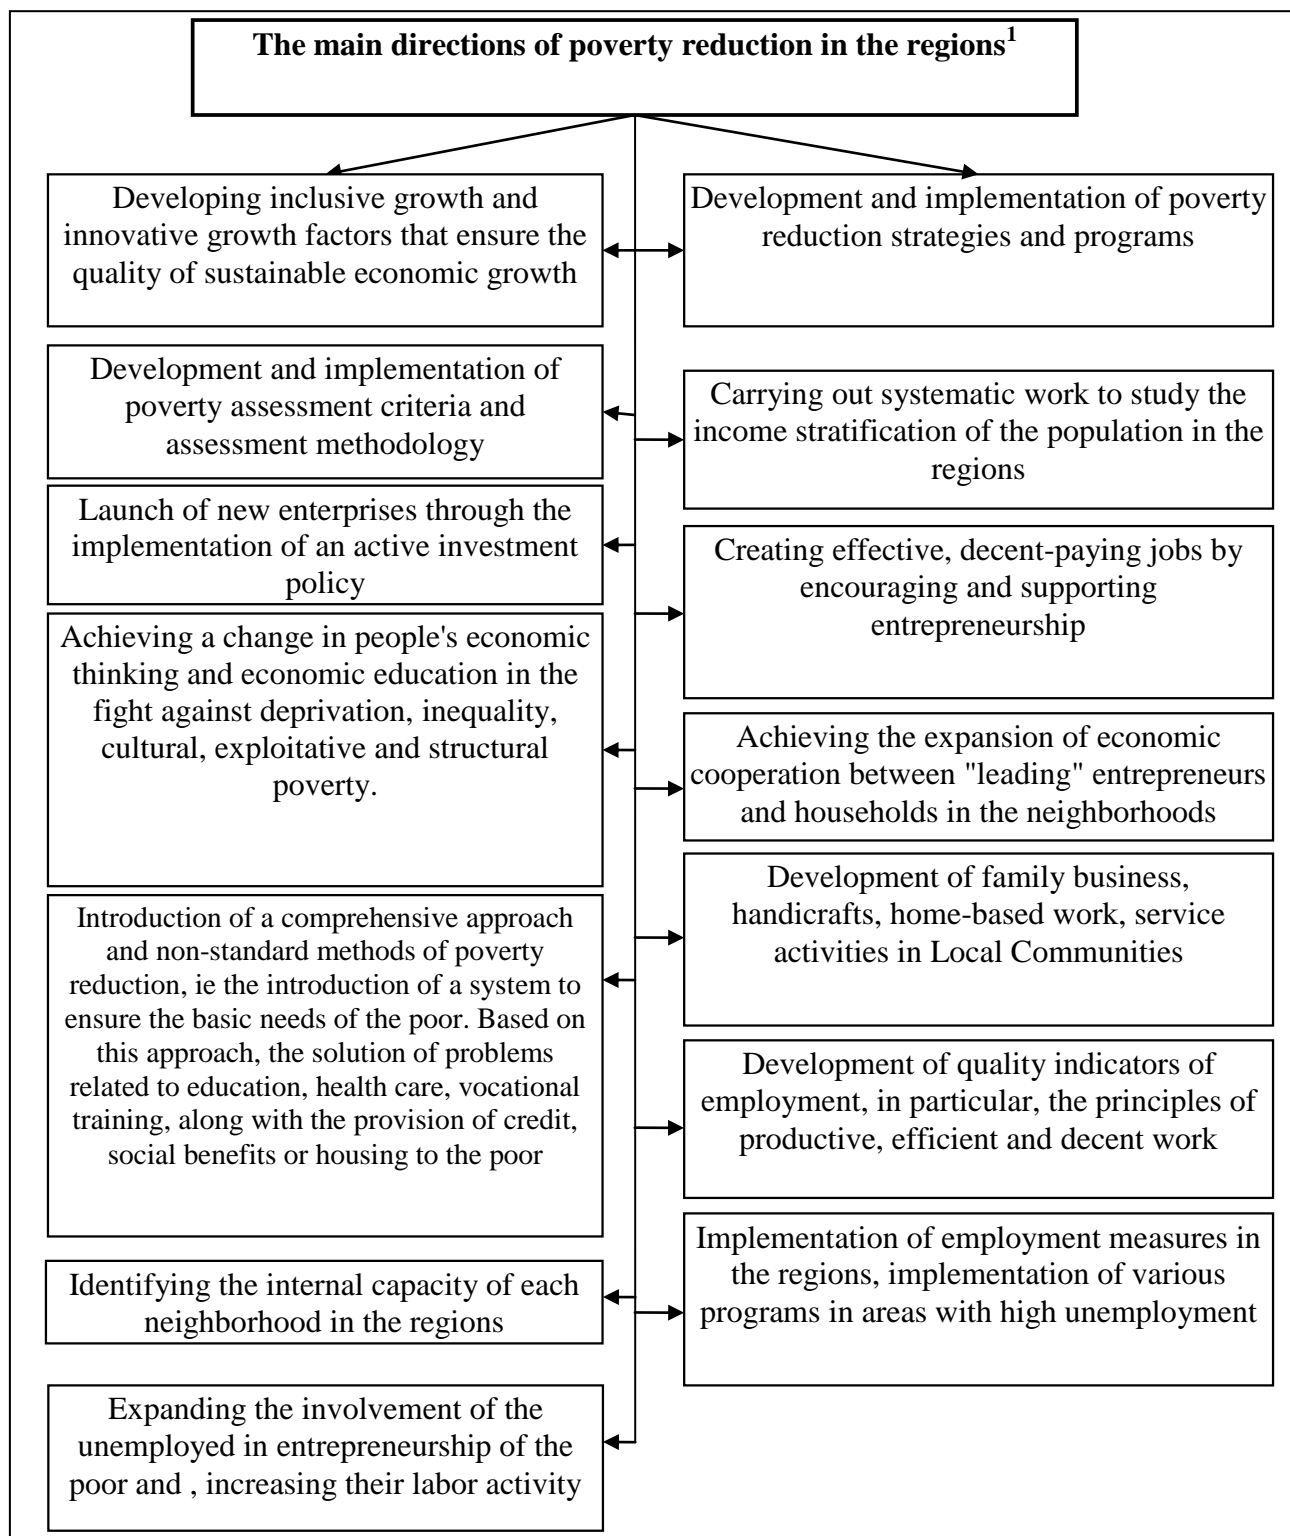 The main directions of poverty reduction in the regions1
Developing inclusive growth and
innovative growth factors that ensure the
quality of sustainable economic growth
Development and implementation of poverty
reduction strategies and programs
Development and implementation of
poverty assessment criteria and
assessment methodology
Carrying out systematic work to study the
income stratification of the population in the
regions
Launch of new enterprises through the
implementation of an active investment
policy
Creating effective, decent-paying jobs by
encouraging and supporting
entrepreneurship
Achieving a change in people's economic
thinking and economic education in the
fight against deprivation, inequality,
cultural, exploitative and structural
poverty.
Achieving the expansion of economic
cooperation between "leading" entrepreneurs
and households in the neighborhoods
Development of family business,
handicrafts, home-based work, service
activities in Local Communities
Introduction of a comprehensive approach
and non-standard methods of poverty
reduction, ie the introduction of a system to
ensure the basic needs of the poor. Based on
this approach, the solution of problems
related to education, health care, vocational
training, along with the provision of credit,
social benefits or housing to the poor
Development of quality indicators of
employment, in particular, the principles of
productive, efficient and decent work
Implementation of employment measures in
the regions, implementation of various
programs in areas with high unemployment
Identifying the internal capacity of each
neighborhood in the regions
Expanding the involvement of the
unemployed in entrepreneurship of the
poor and , increasing their labor activity